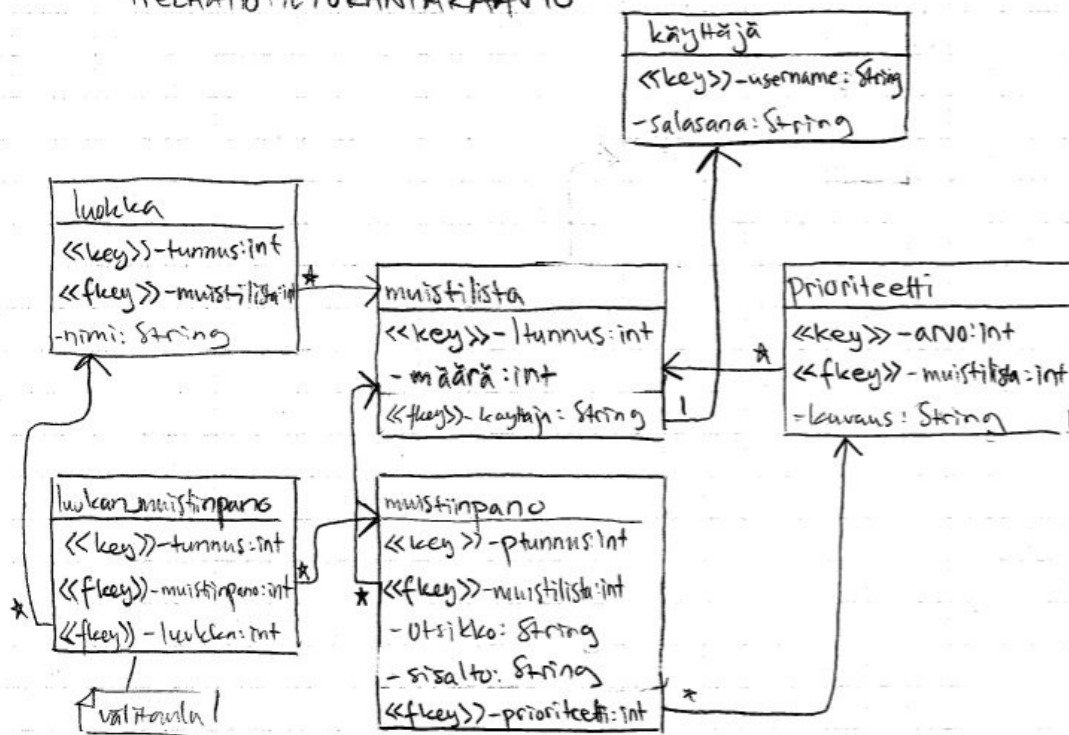 käyttäjä
<<key>> -username: String
-salasana: String
luokka
<<key>> -tunnus: int
<<fkey>> -muistilista: int
-nimi: String
*
muistilista
<<key>> -ltunnus: int
-määrä: int
<<fkey>> -kayttaja: String
1
prioriteetti
<<key>> -arvo: int
<<fkey>> -muistilista: int
-kuvaus: String
*
luokan_muistiinpano
<<key>> -tunnus: int
<<fkey>> -muistiinpano: int
<<fkey>> -luokka: int
*
*
välitaulu
muistiinpano
<<key>> -ptunnus: int
<<fkey>> -muistilista: int
-otsikko: String
-sisalto: String
<<fkey>> -prioriteetti: int
*
*